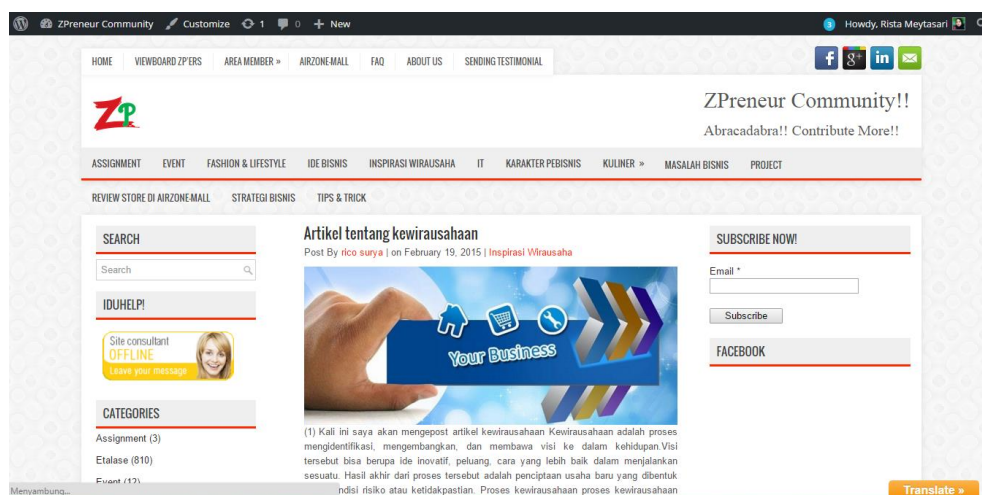 ZPreneur Community Customize 1 0 + New 3 Howdy, Rista Meytasari
HOME VIEWBOARD ZP'ERS AREA MEMBER » AIRZONE-MALL FAQ ABOUT US SENDING TESTIMONIAL
f g+ in
ZP
ZPreneur Community!!
Abracadabra!! Contribute More!!
ASSIGNMENT EVENT FASHION & LIFESTYLE IDE BISNIS INSPIRASI WIRAUSAHA IT KARAKTER PEBISNIS KULINER » MASALAH BISNIS PROJECT
REVIEW STORE DI AIRZONE-MALL STRATEGI BISNIS TIPS & TRICK
SEARCH
Search
IDUHELP!
Site consultant
OFFLINE
Leave your message
CATEGORIES
Assignment (3)
Etalase (810)
Event (12)
Menyambung...
Artikel tentang kewirausahaan
Post By rico surya | on February 19, 2015 | Inspirasi Wirausaha
Your Business
(1) Kali ini saya akan mengepost artikel kewirausahaan Kewirausahaan adalah proses
mengidentifikasi, mengembangkan, dan membawa visi ke dalam kehidupan.Visi
tersebut bisa berupa ide inovatif, peluang, cara yang lebih baik dalam menjalankan
sesuatu. Hasil akhir dari proses tersebut adalah penciptaan usaha baru yang dibentuk
ndisi risiko atau ketidakpastian. Proses kewirausahaan proses kewirausahaan
SUBSCRIBE NOW!
Email *
Subscribe
FACEBOOK
Translate »